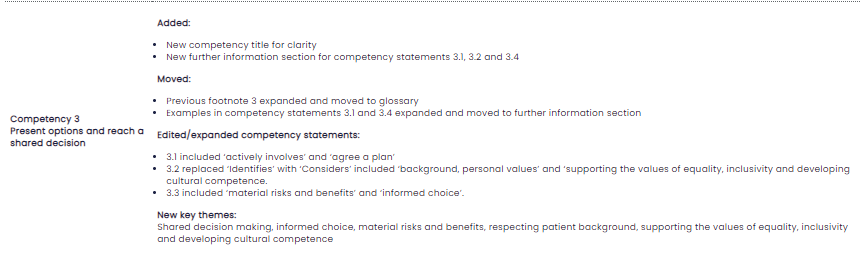 Added:
• New competency title for clarity
• New further information section for competency statements 3.1, 3.2 and 3.4
Moved:
• Previous footnote 3 expanded and moved to glossary
• Examples in competency statements 3.1 and 3.4 expanded and moved to further information section
Competency 3
Present options and reach a
shared decision
Edited/expanded competency statements:
• 3.1 included ‘actively involves’ and ‘agree a plan’
• 3.2 replaced ‘Identifies’ with ‘Considers’ included ‘background, personal values’ and ‘supporting the values of equality, inclusivity and developing
cultural competence.
• 3.3 included ‘material risks and benefits’ and ‘informed choice’.
New key themes:
Shared decision making, informed choice, material risks and benefits, respecting patient background, supporting the values of equality, inclusivity
and developing cultural competence